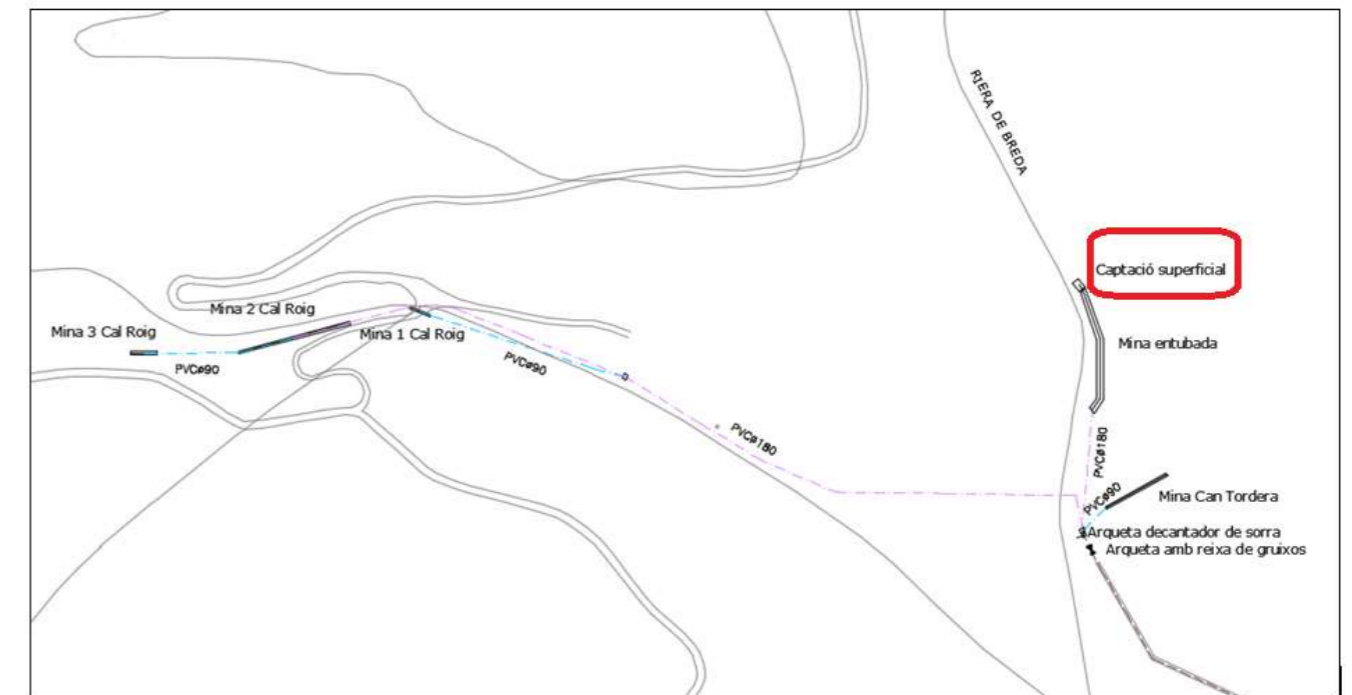 RIERA DE BREDA
Captació superficial
Mina 2 Cal Roig
Mina 3 Cal Roig
Mina 1 Cal Roig
Mina entubada
PVCø90
PVCø90
PVCø180
PVCø180
PVCø90
Mina Can Tordera
Arqueta decantador de sorra
Arqueta amb reixa de gruixos